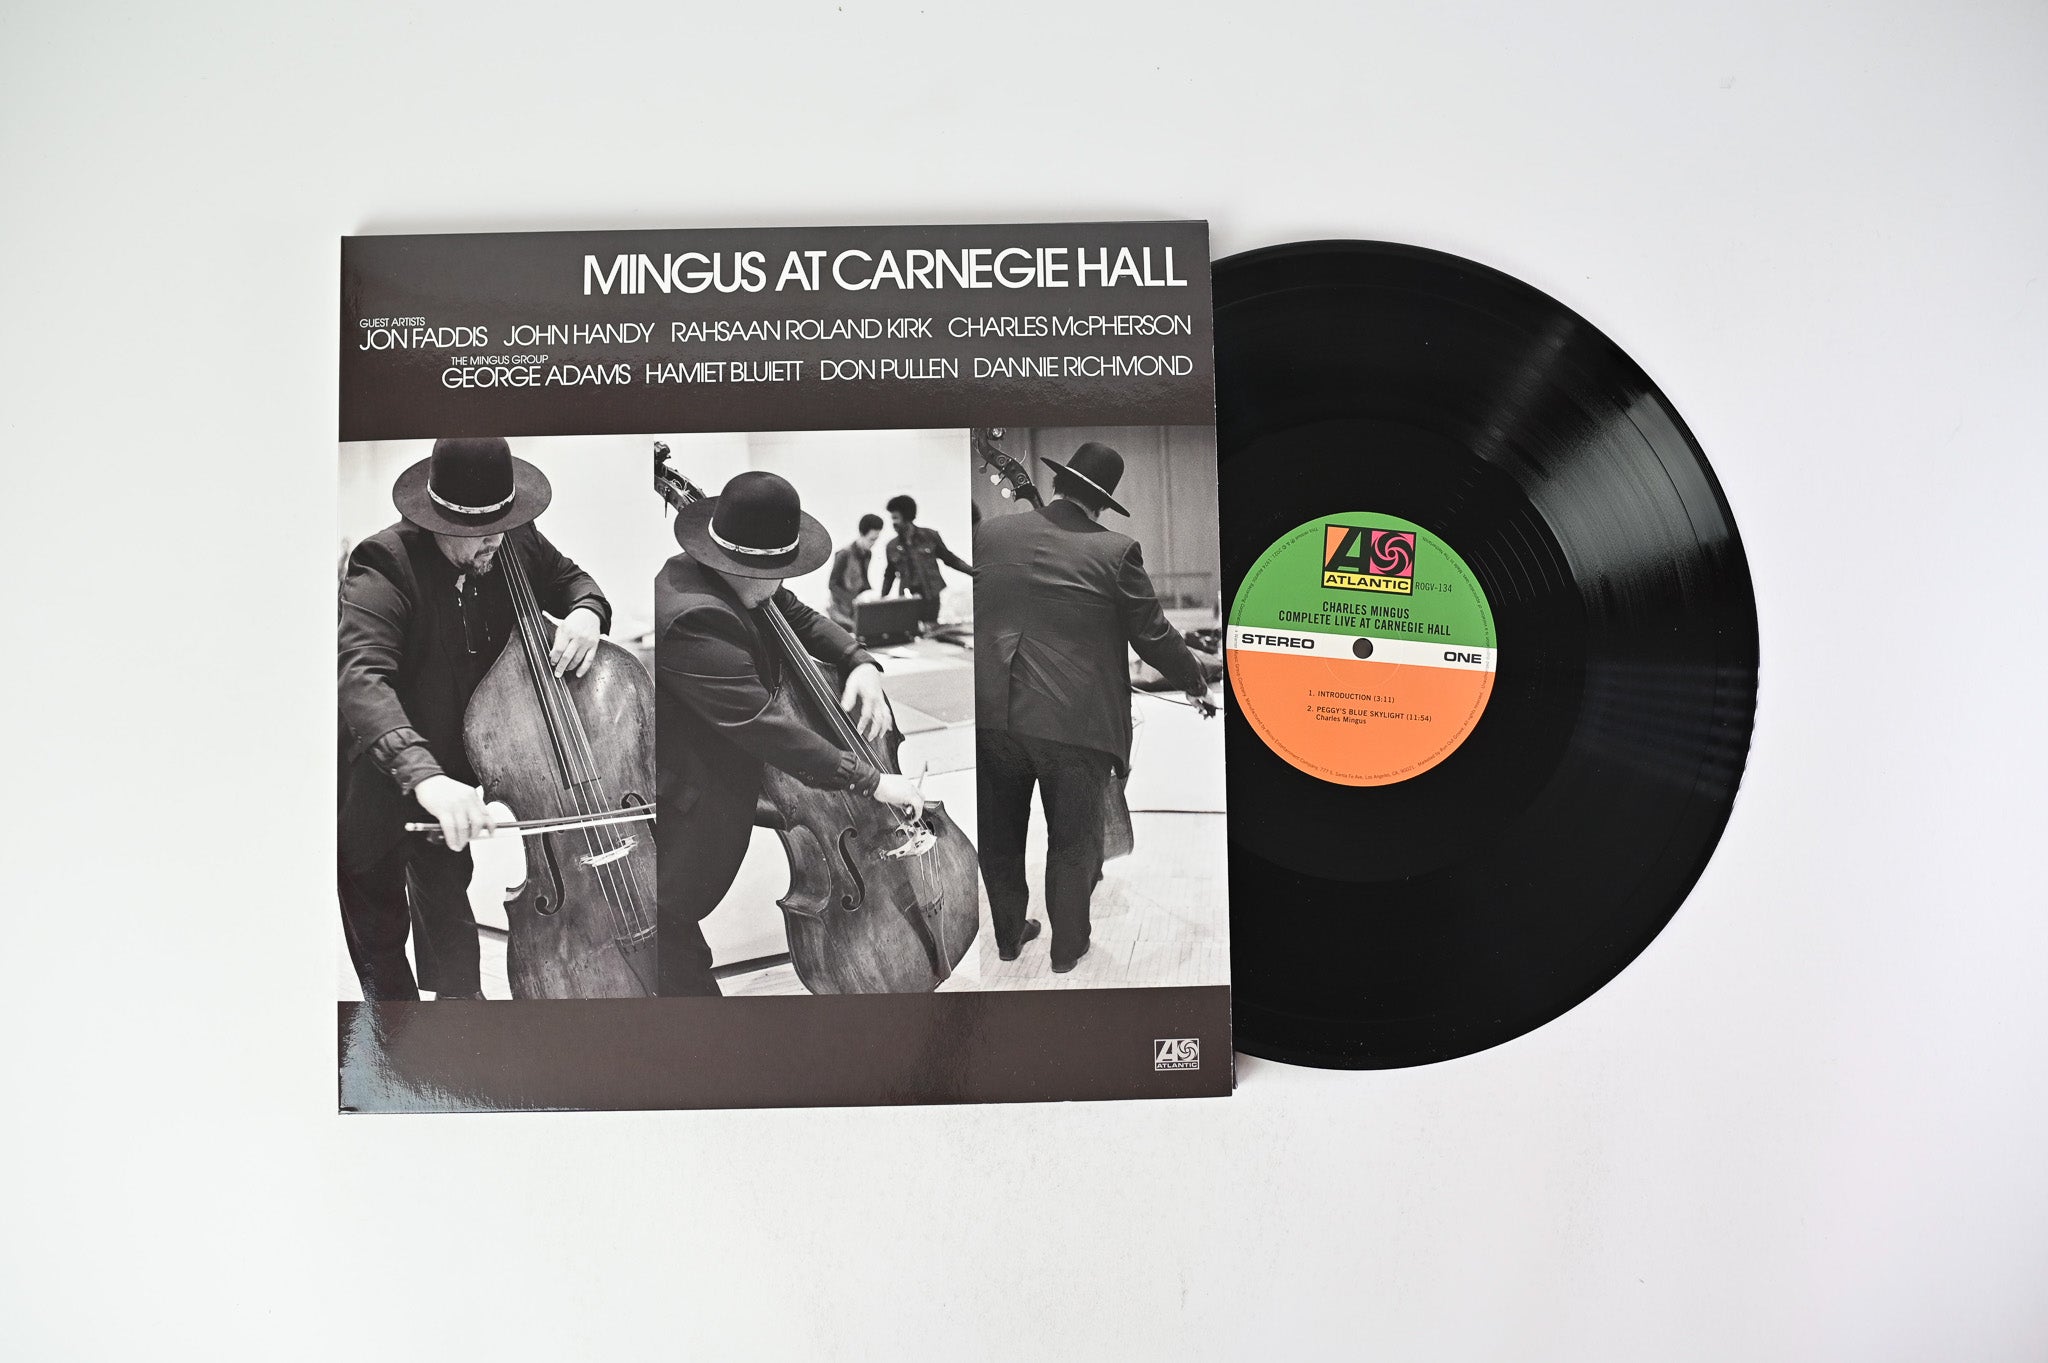 MINGUS AT CARNEGIE HALL
GUEST ARTISTS
JON FADDIS JOHN HANDY RAHSAAN ROLAND KIRK CHARLES McPHERSON
THE MINGUS GROUP
GEORGE ADAMS HAMIET BLUIETT DON PULLEN DANNIE RICHMOND
ATLANTIC
ATLANTIC
ROGV-134
CHARLES MINGUS
COMPLETE LIVE AT CARNEGIE HALL
STEREO ONE
1. INTRODUCTION (3:11)
2. PEGGY'S BLUE SKYLIGHT (11:54)
Charles Mingus